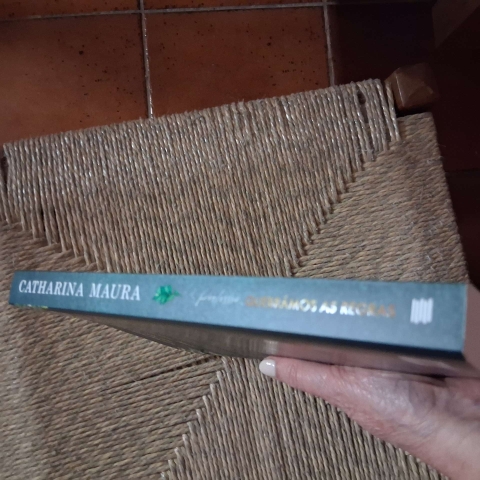 CATHARINA MAURA
QUEBRÁMOS AS REGRAS